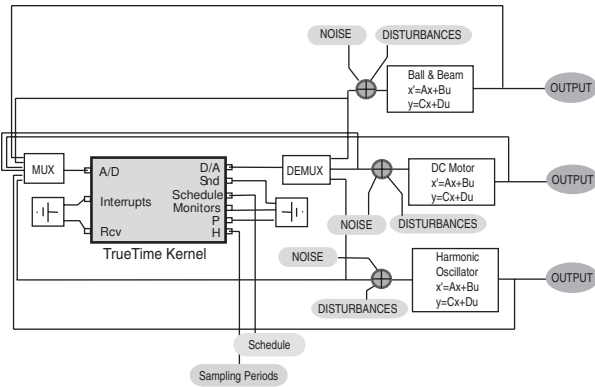 NOISE
DISTURBANCES
Ball & Beam
x'=Ax+Bu
y=Cx+Du
OUTPUT
MUX
A/D
Interrupts
Rcv
D/A
Snd
Schedule
Monitors
P
H
TrueTime Kernel
DEMUX
DC Motor
x'=Ax+Bu
y=Cx+Du
OUTPUT
NOISE
DISTURBANCES
NOISE
DISTURBANCES
Harmonic
Oscillator
x'=Ax+Bu
y=Cx+Du
OUTPUT
Schedule
Sampling Periods